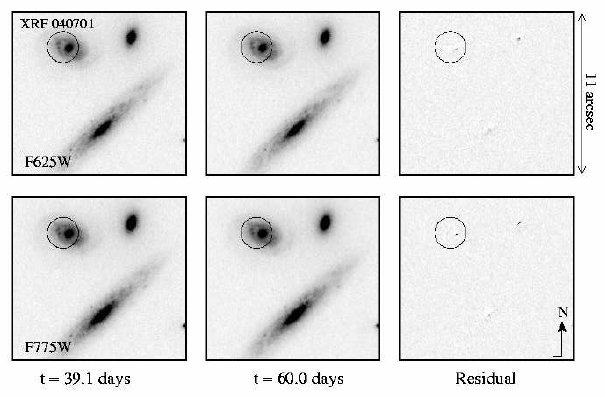 XRF 040701
11 arcsec
F625W
F775W
N
t = 39.1 days
t = 60.0 days
Residual